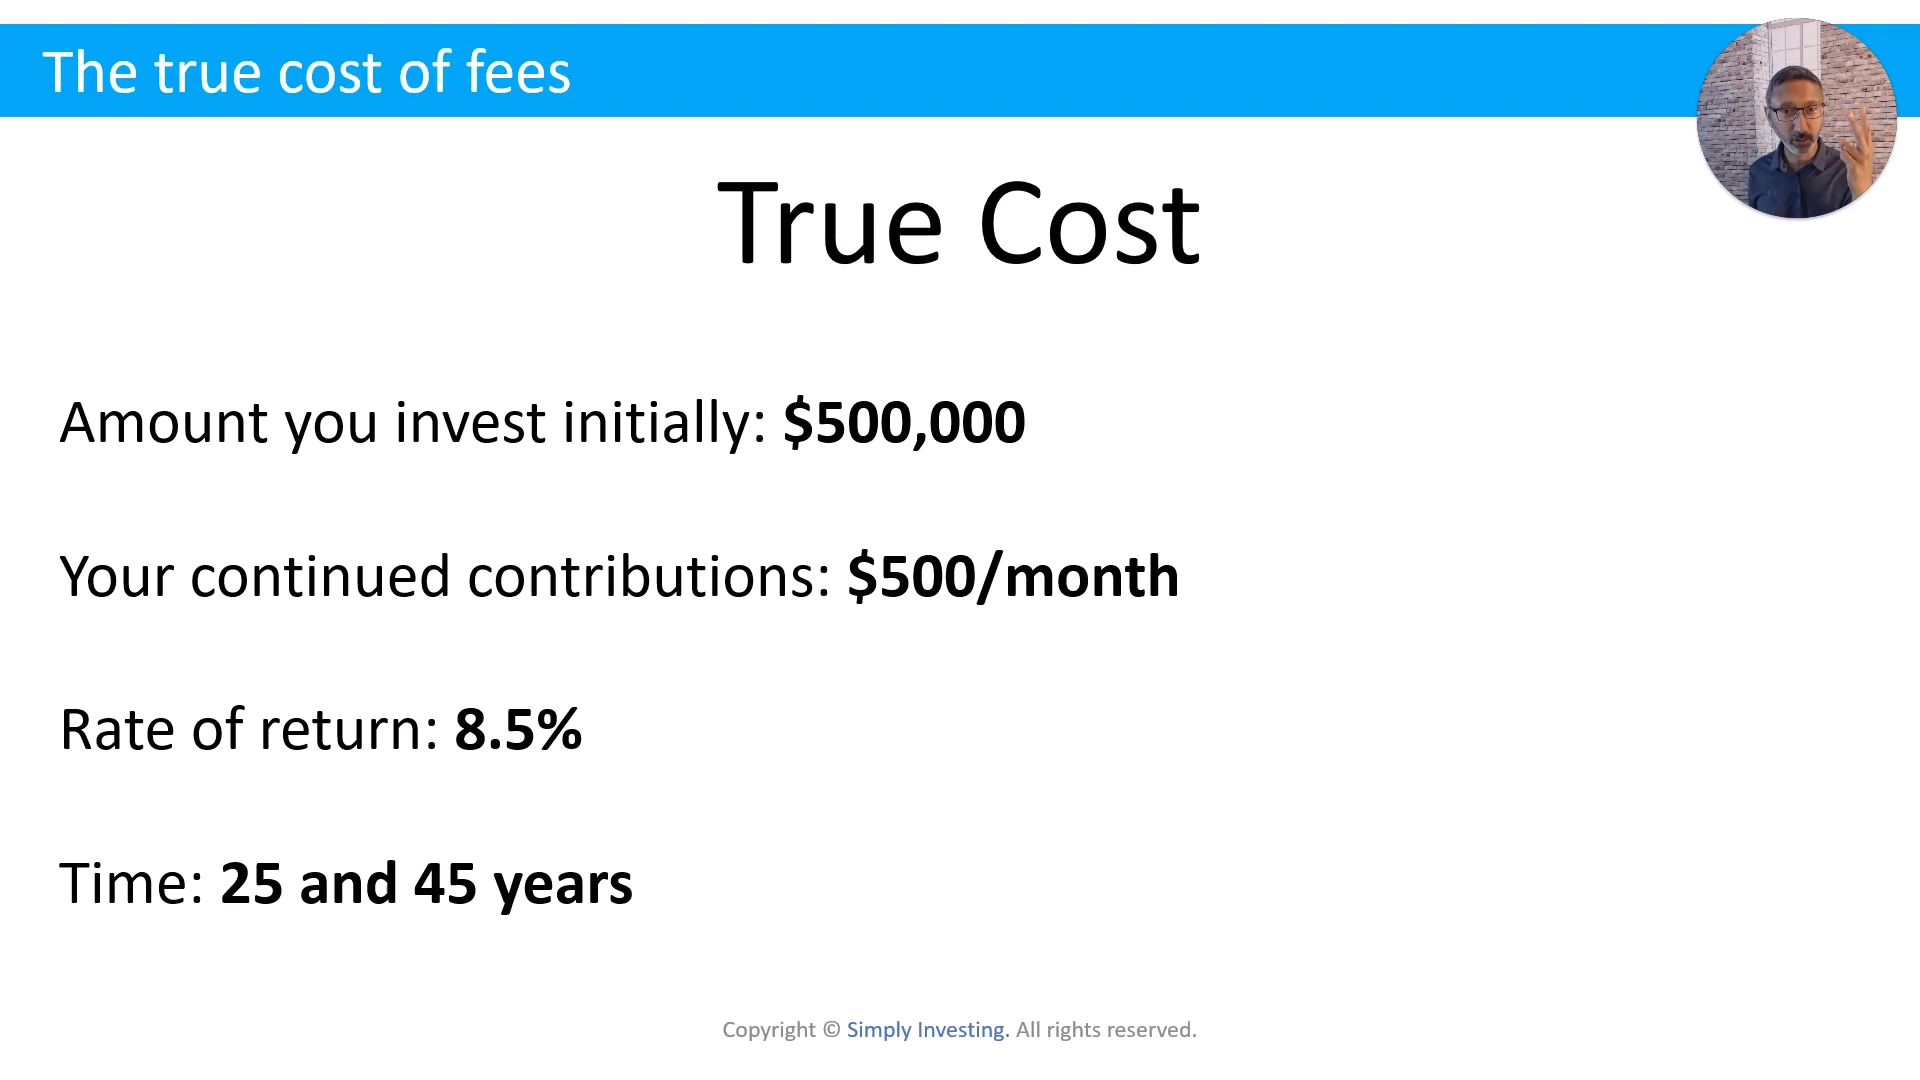 The true cost of fees
True Cost
Amount you invest initially: $500,000
Your continued contributions: $500/month
Rate of return: 8.5%
Time: 25 and 45 years
Copyright © Simply Investing. All rights reserved.